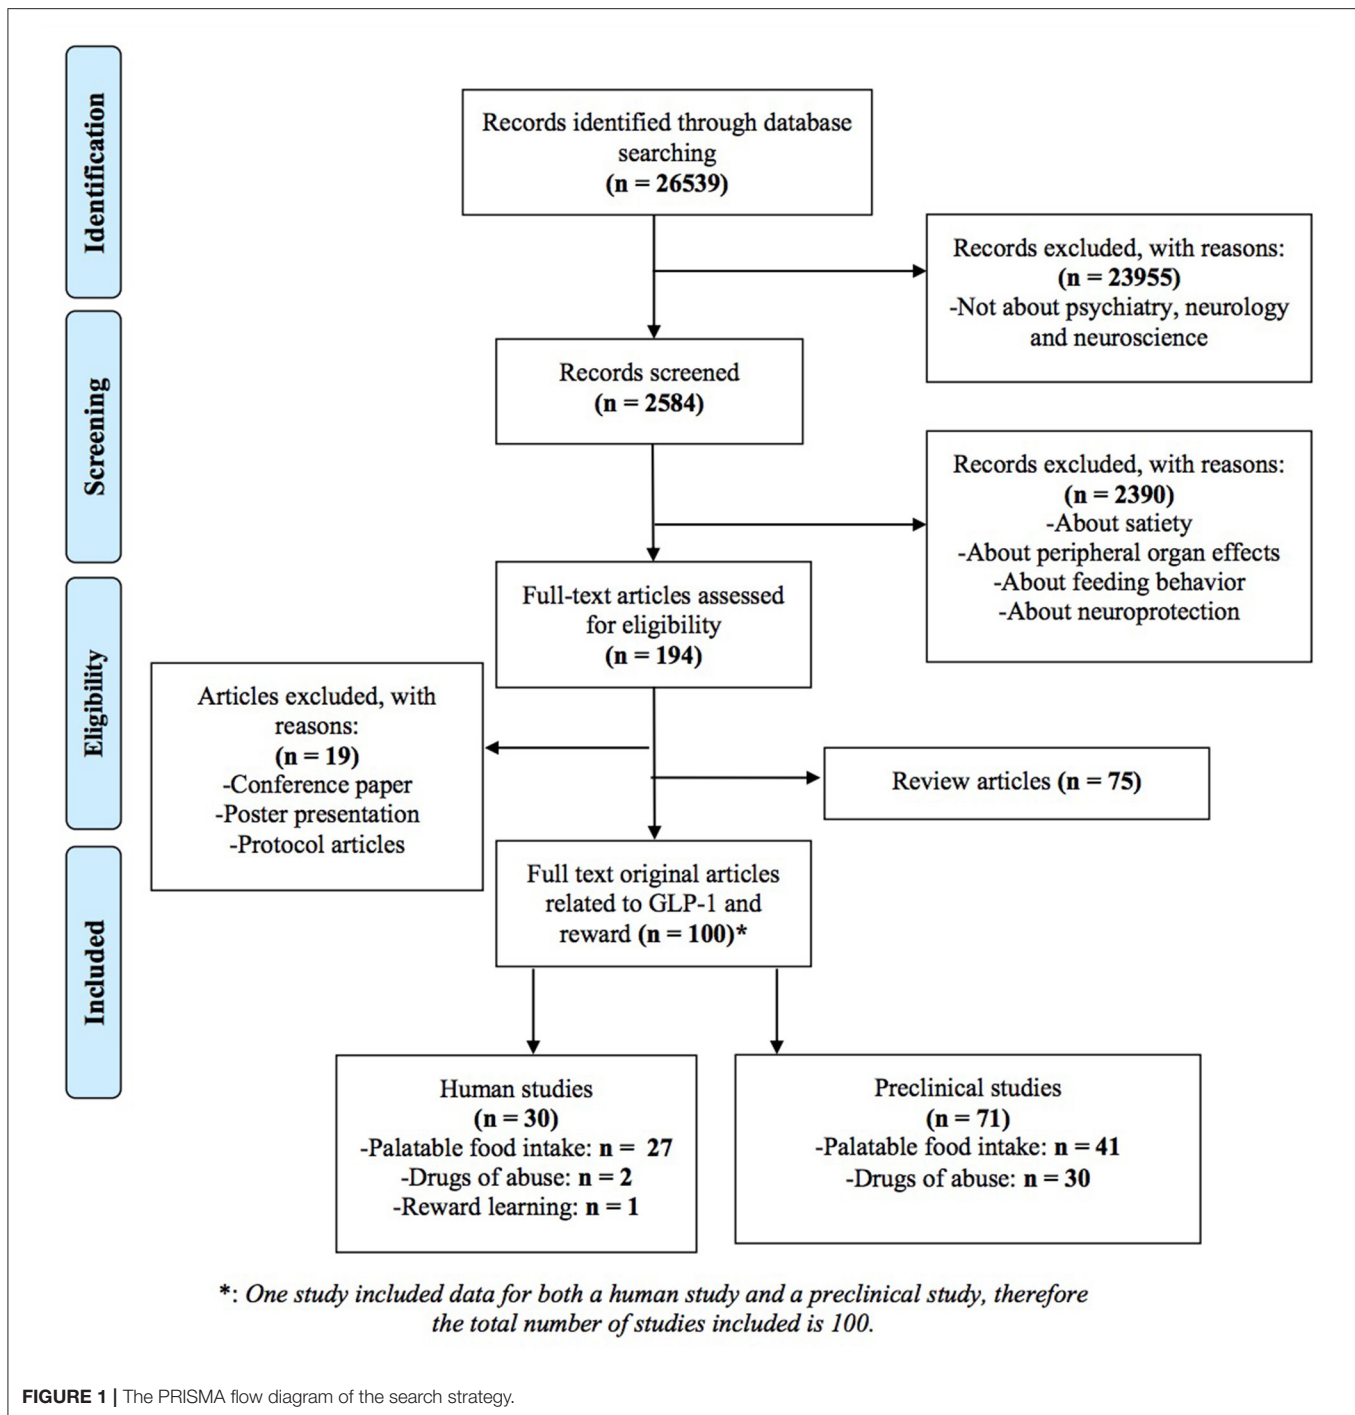 Identification
Records identified through database
searching
(n = 26539)
Records excluded, with reasons:
(n = 23955)
-Not about psychiatry, neurology
and neuroscience
Screening
Records screened
(n = 2584)
Records excluded, with reasons:
(n = 2390)
-About satiety
-About peripheral organ effects
-About feeding behavior
-About neuroprotection
Eligibility
Full-text articles assessed
for eligibility
(n = 194)
Articles excluded, with
reasons:
(n = 19)
-Conference paper
-Poster presentation
-Protocol articles
Review articles (n = 75)
Included
Full text original articles
related to GLP-1 and
reward (n = 100)*
Human studies
(n = 30)
-Palatable food intake: n = 27
-Drugs of abuse: n = 2
-Reward learning: n = 1
Preclinical studies
(n = 71)
-Palatable food intake: n = 41
-Drugs of abuse: n = 30
*: One study included data for both a human study and a preclinical study, therefore
the total number of studies included is 100.
FIGURE 1 | The PRISMA flow diagram of the search strategy.